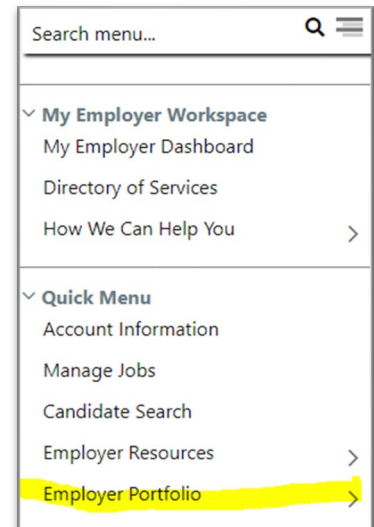 Search menu...
My Employer Workspace
My Employer Dashboard
Directory of Services
How We Can Help You
Quick Menu
Account Information
Manage Jobs
Candidate Search
Employer Resources
Employer Portfolio